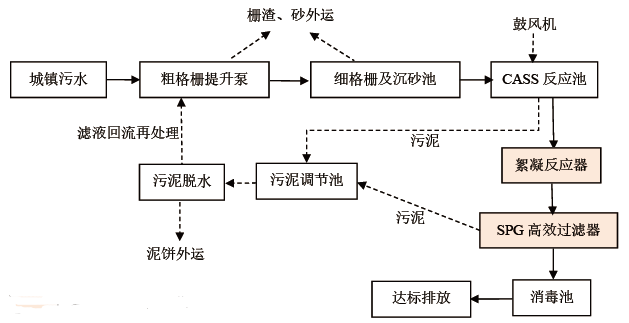 栅渣、砂外运
鼓风机
城镇污水
粗格栅提升泵
细格栅及沉砂池
CASS 反应池
滤液回流再处理
污泥
絮凝反应器
污泥脱水
污泥调节池
污泥
SPG 高效过滤器
泥饼外运
达标排放
消毒池